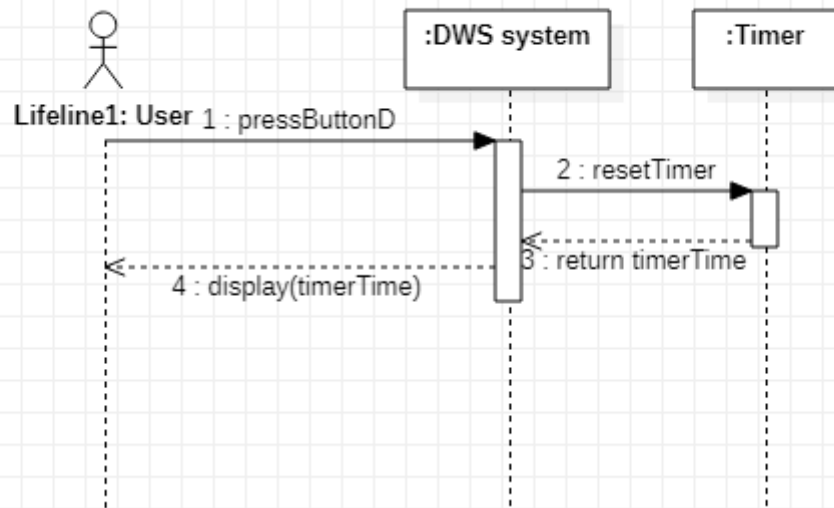 :DWS system
:Timer
Lifeline1: User
1 : pressButtonD
2 : resetTimer
3 : return timerTime
4 : display(timerTime)